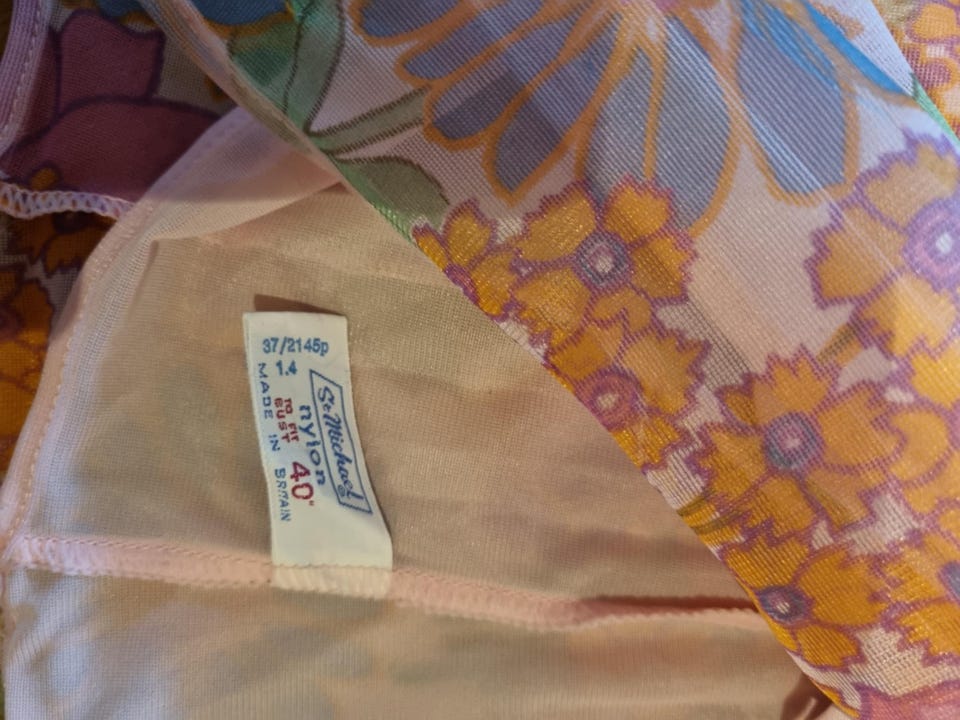 37/2145p
1.4
St Michael ®
nylon
TO FIT
BUST 40"
MADE IN BRITAIN